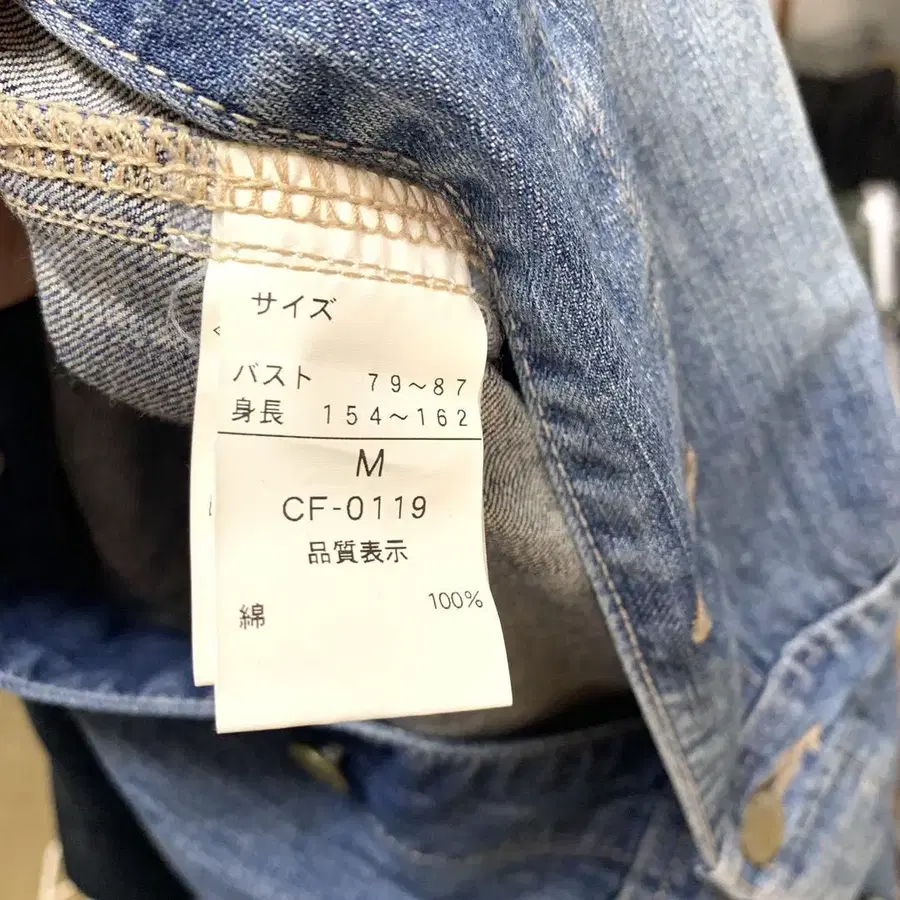 サイズ
バスト 79～87
身長 154～162
M
CF-0119
品質表示
綿 100%